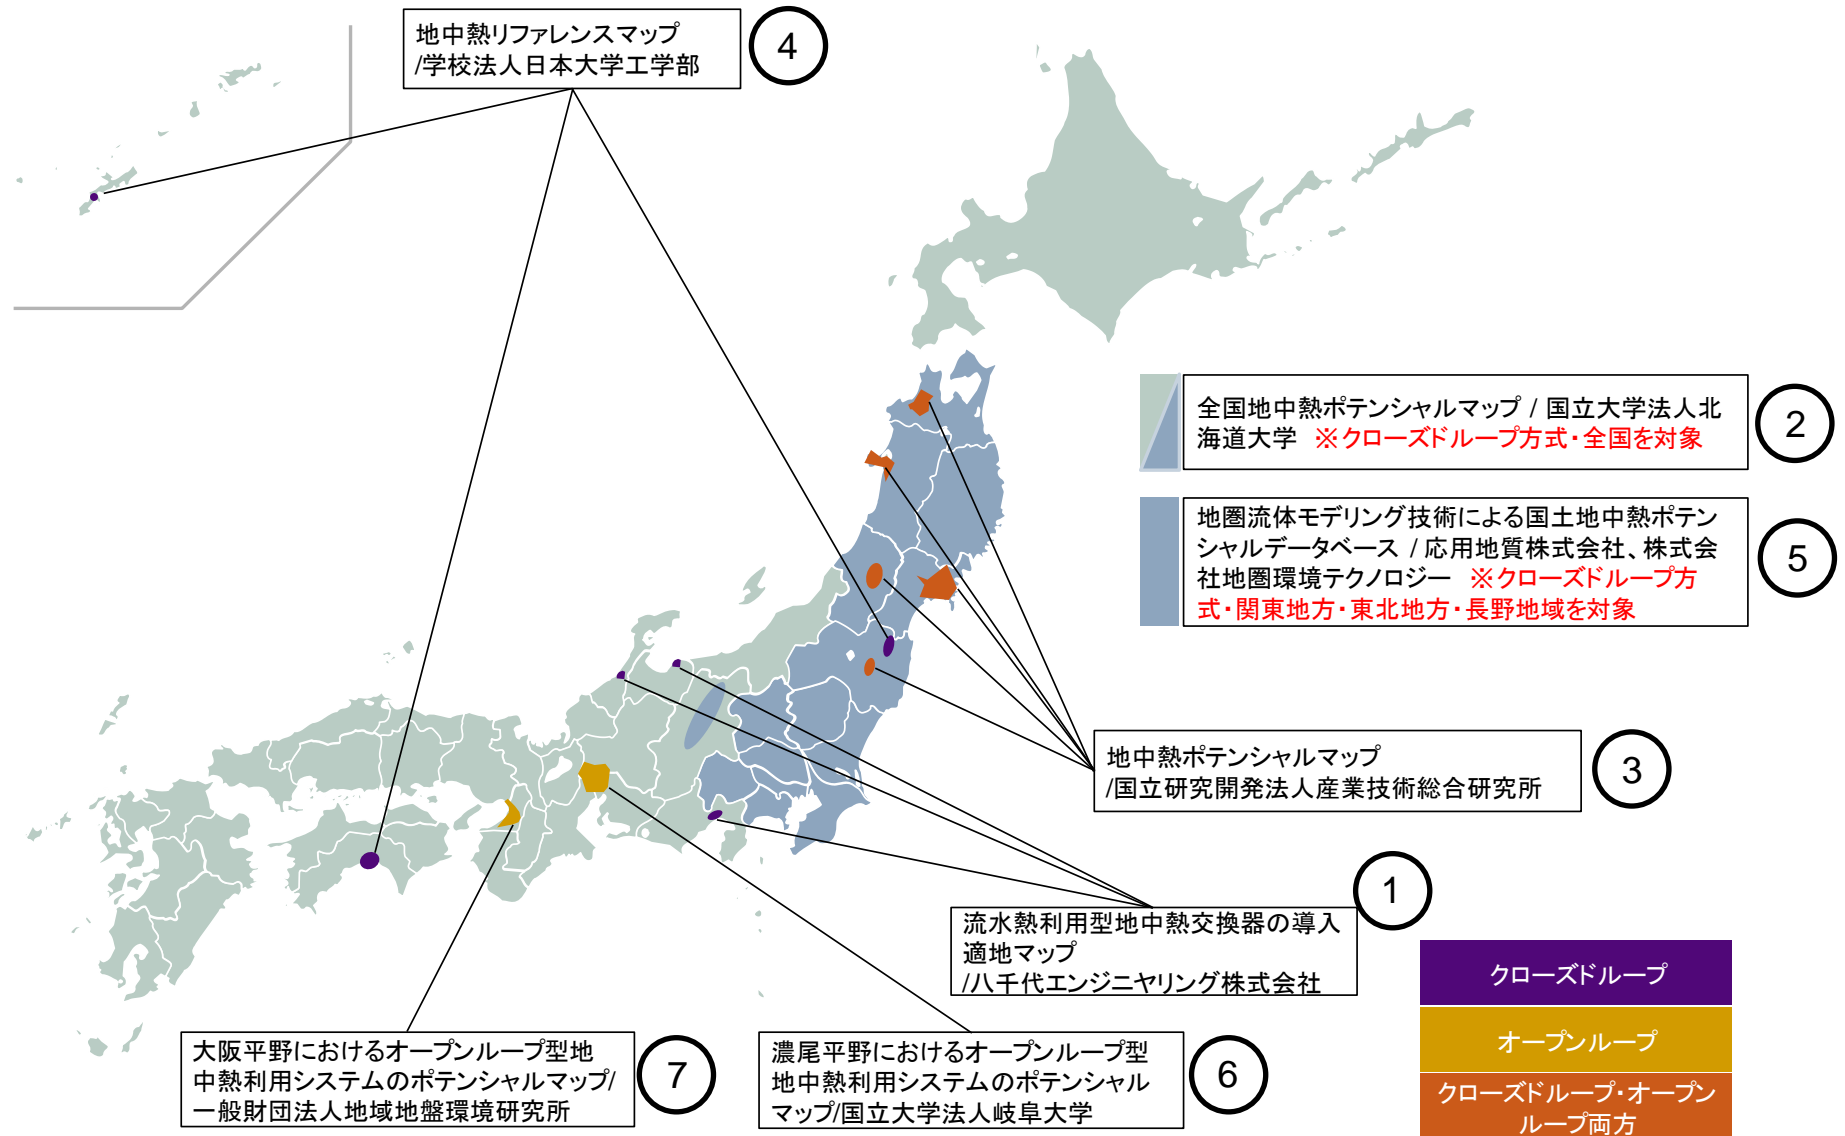 地中熱リファレンスマップ
/学校法人日本大学工学部
4
全国地中熱ポテンシャルマップ / 国立大学法人北
海道大学　※クローズドループ方式・全国を対象
2
地圏流体モデリング技術による国土地中熱ポテン
シャルデータベース / 応用地質株式会社、株式会
社地圏環境テクノロジー　※クローズドループ方
式・関東地方・東北地方・長野地域を対象
5
地中熱ポテンシャルマップ
/国立研究開発法人産業技術総合研究所
3
1
流水熱利用型地中熱交換器の導入
適地マップ
/八千代エンジニヤリング株式会社
クローズドループ
オープンループ
クローズドループ・オープン
ループ両方
大阪平野におけるオープンループ型地
中熱利用システムのポテンシャルマップ/
一般財団法人地域地盤環境研究所
7
濃尾平野におけるオープンループ型
地中熱利用システムのポテンシャル
マップ/国立大学法人岐阜大学
6